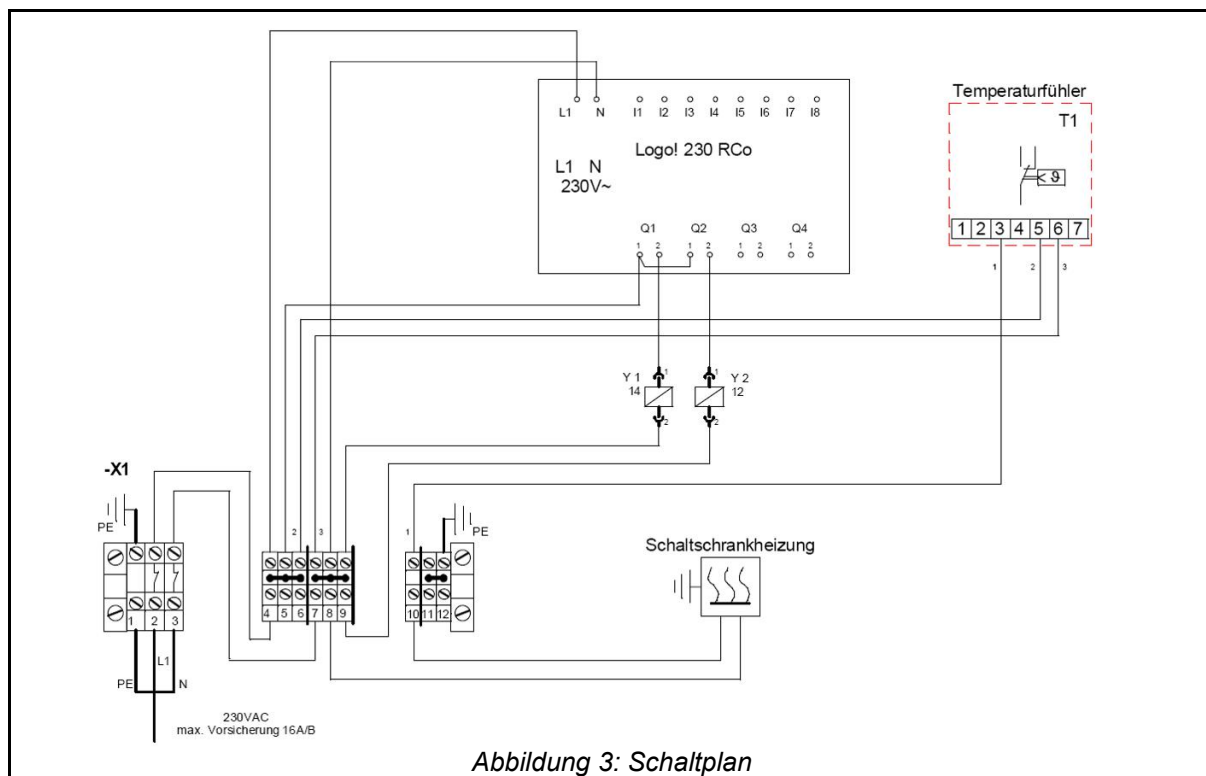 Temperaturfühler
T1
L1 N I1 I2 I3 I4 I5 I6 I7 I8
Logo! 230 RCo
L1 N
230V~
ϑ
Q1 Q2 Q3 Q4
1 2 1 2 1 2 1 2
1 2 3 4 5 6 7
1 2 3
Y 1
14
1
2
Y 2
12
1
2
-X1
PE
2 3
1
PE
Schaltschrankheizung
1 2 3
4 5 6 7 8 9
10 11 12
L1
PE
N
230VAC
max. Vorsicherung 16A/B
Abbildung 3: Schaltplan